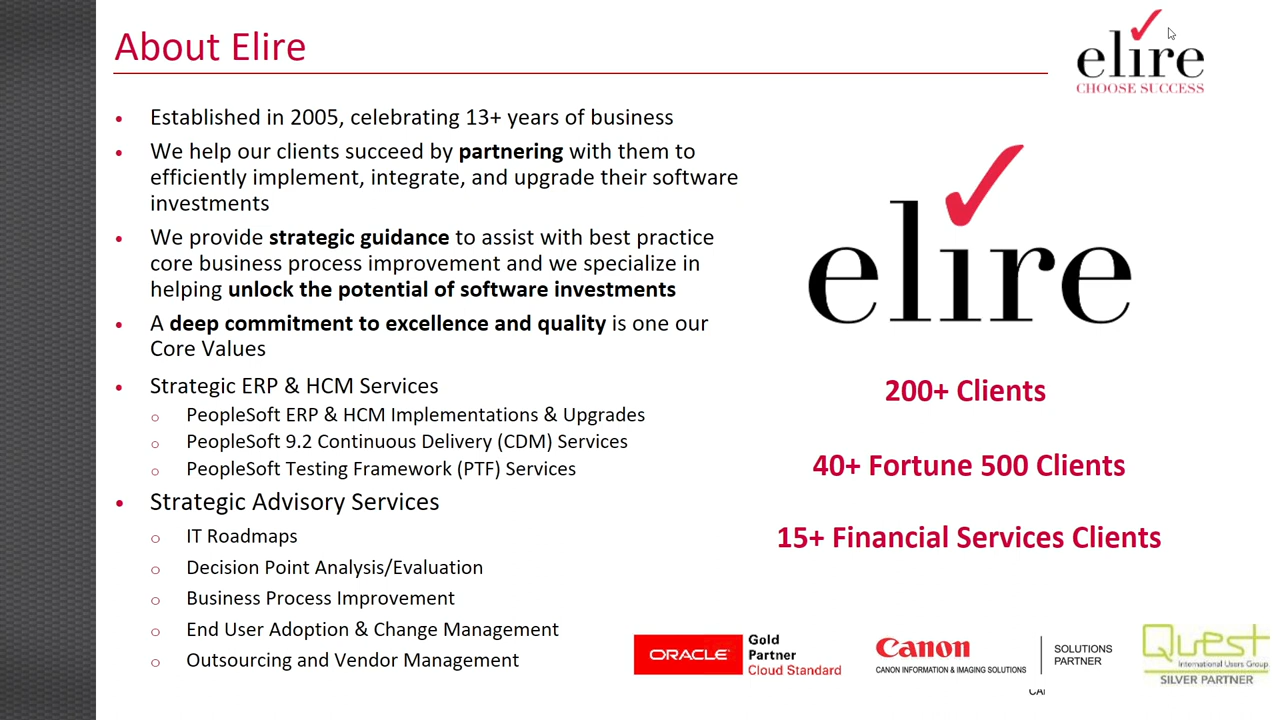 About Elire
elire
CHOOSE SUCCESS
• Established in 2005, celebrating 13+ years of business
• We help our clients succeed by partnering with them to
efficiently implement, integrate, and upgrade their software
investments
• We provide strategic guidance to assist with best practice
core business process improvement and we specialize in
helping unlock the potential of software investments
• A deep commitment to excellence and quality is one our
Core Values
• Strategic ERP & HCM Services
o PeopleSoft ERP & HCM Implementations & Upgrades
o PeopleSoft 9.2 Continuous Delivery (CDM) Services
o PeopleSoft Testing Framework (PTF) Services
• Strategic Advisory Services
o IT Roadmaps
o Decision Point Analysis/Evaluation
o Business Process Improvement
o End User Adoption & Change Management
o Outsourcing and Vendor Management
elire
200+ Clients
40+ Fortune 500 Clients
15+ Financial Services Clients
ORACLE
Gold
Partner
Cloud Standard
Canon
CANON INFORMATION & IMAGING SOLUTIONS
SOLUTIONS
PARTNER
Quest
International Users Group
SILVER PARTNER